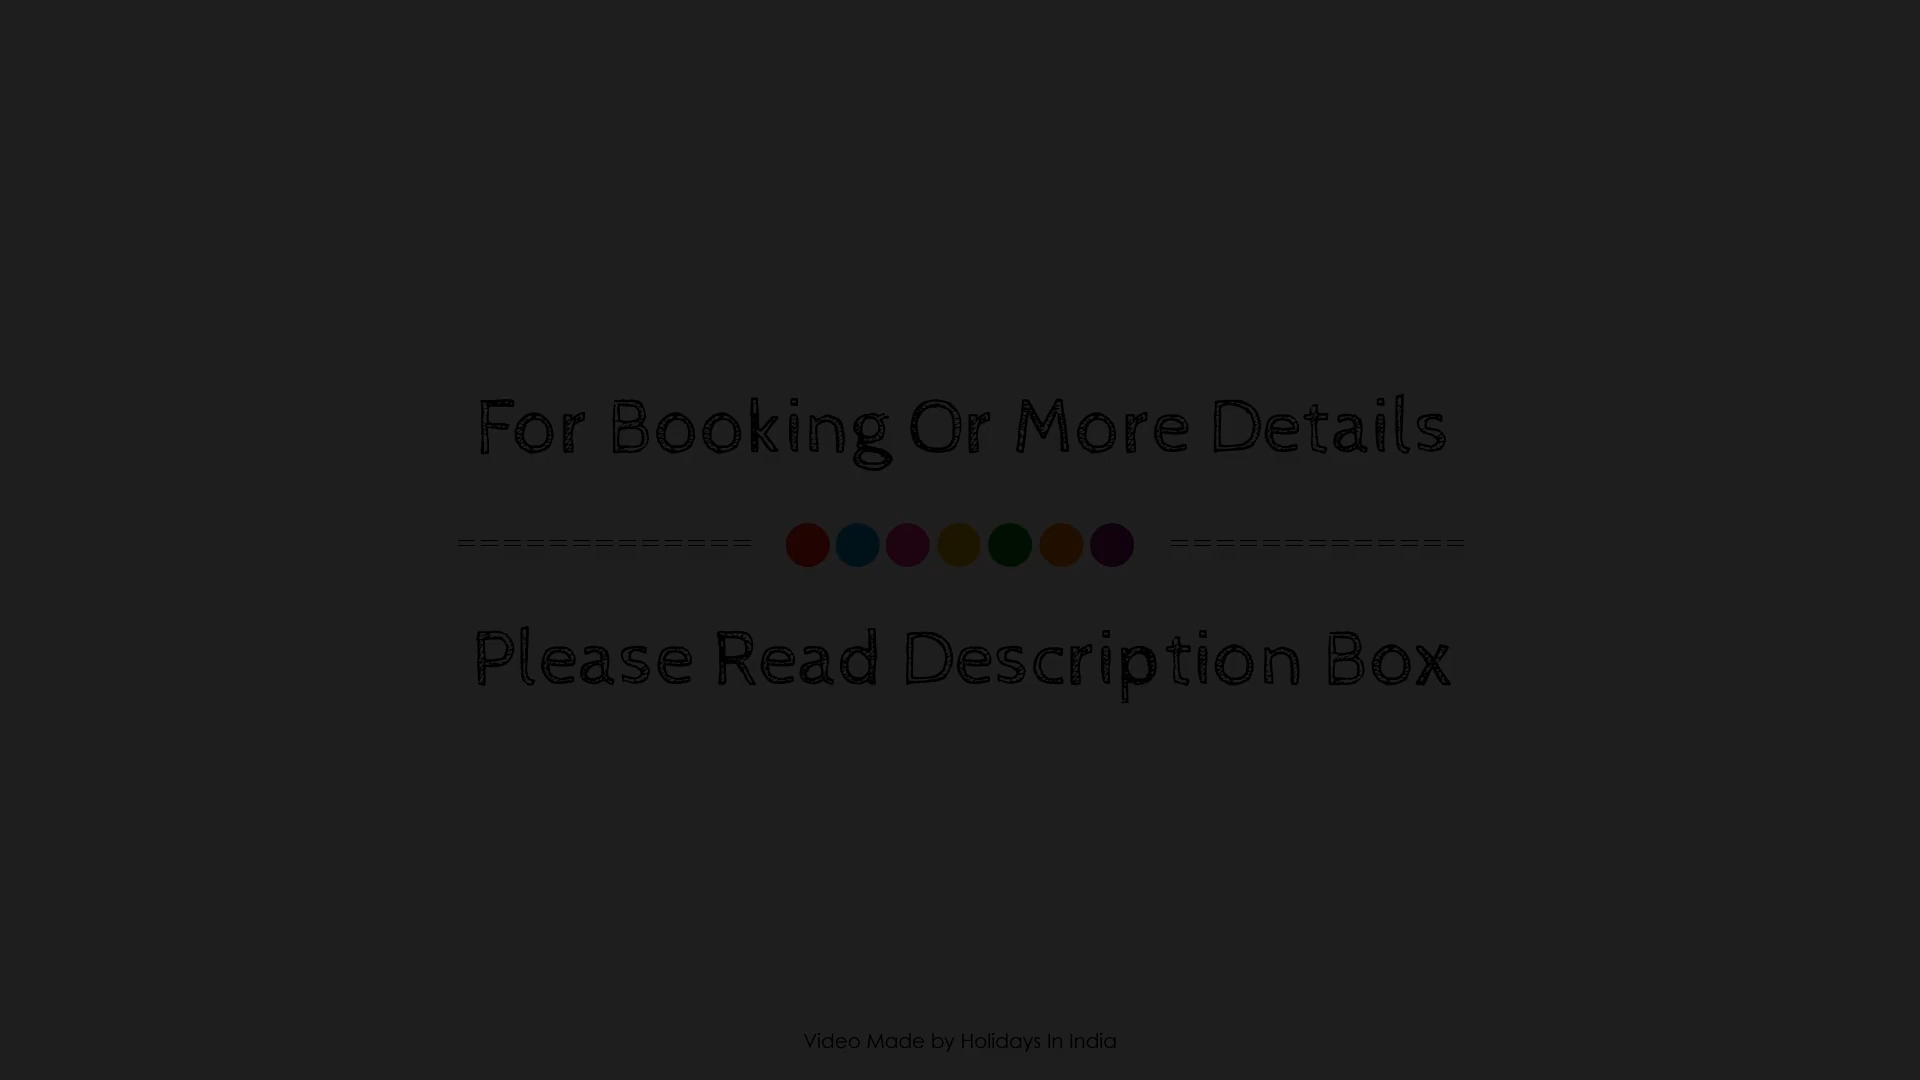 For Booking Or More Details
============= =============
Please Read Description Box
Video Made by Holidays In India